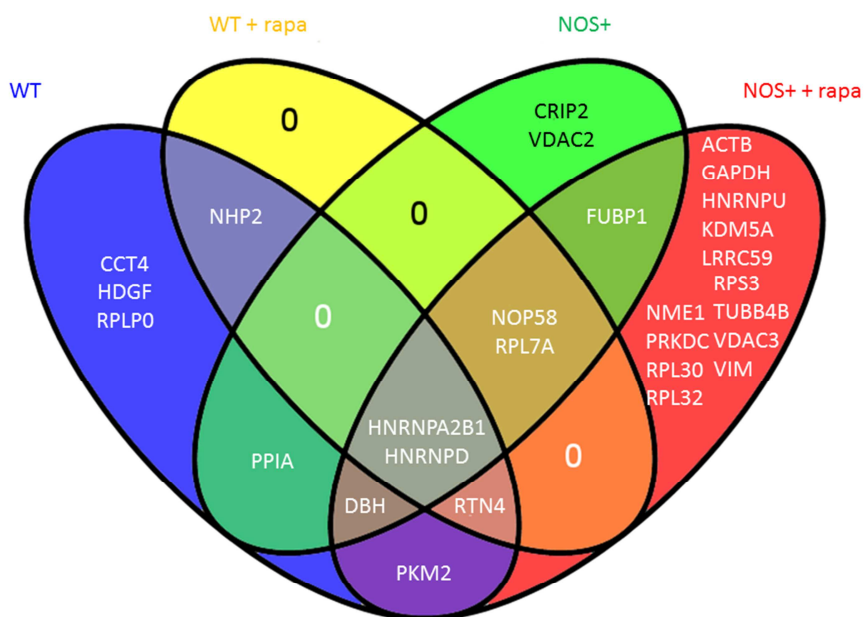 WT + rapa
NOS+
WT
NOS+ + rapa
0
CRIP2
VDAC2
ACTB
GAPDH
HNRNPU
KDM5A
LRRC59
RPS3
NME1 TUBB4B
PRKDC VDAC3
RPL30 VIM
RPL32
NHP2
0
FUBP1
CCT4
HDGF
RPLP0
0
NOP58
RPL7A
HNRNPA2B1
HNRNPD
PPIA
0
DBH
RTN4
PKM2